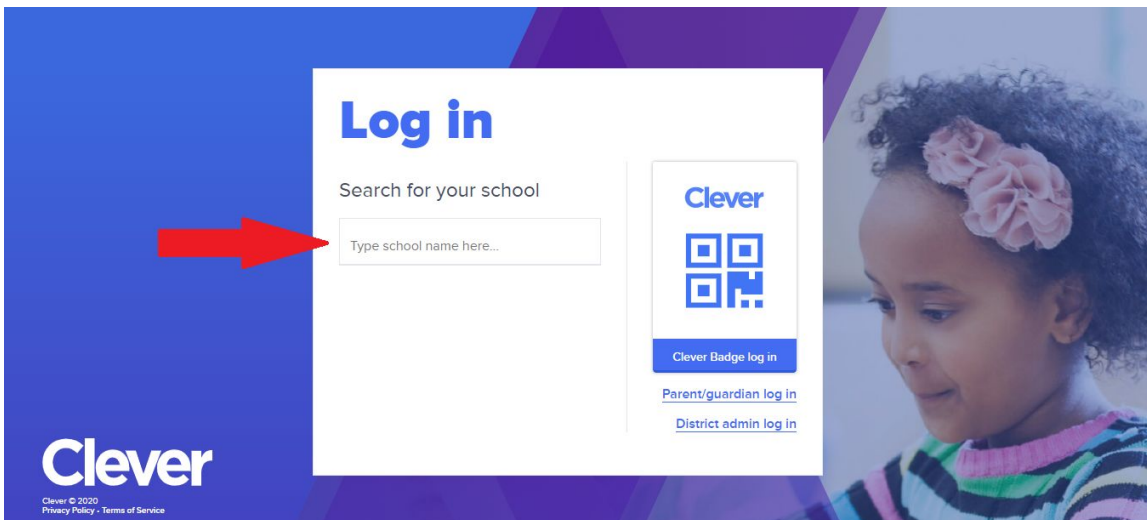 Log in
Search for your school
Type school name here...
Clever
Clever Badge log in
Parent/guardian log in
District admin log in
Clever
Clever © 2020
Privacy Policy - Terms of Service